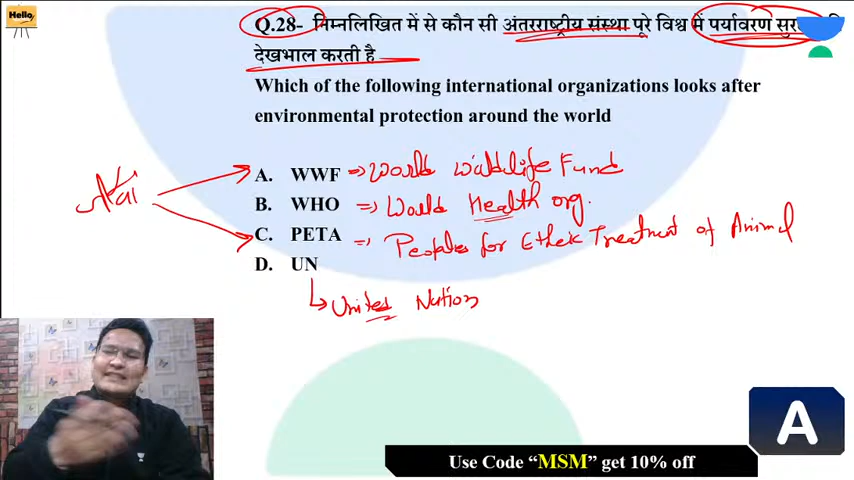 Hello
Q.28- निम्नलिखित में से कौन सी अंतरराष्ट्रीय संस्था पूरे विश्व में पर्यावरण
देखभाल करती है
Which of the following international organizations looks after
environmental protection around the world
A. WWF => World Wildlife Fund
B. WHO => World Health org.
C. PETA => Peoples for Ethic Treatment of Animal
D. UN
United Nation
A
Use Code “MSM” get 10% off